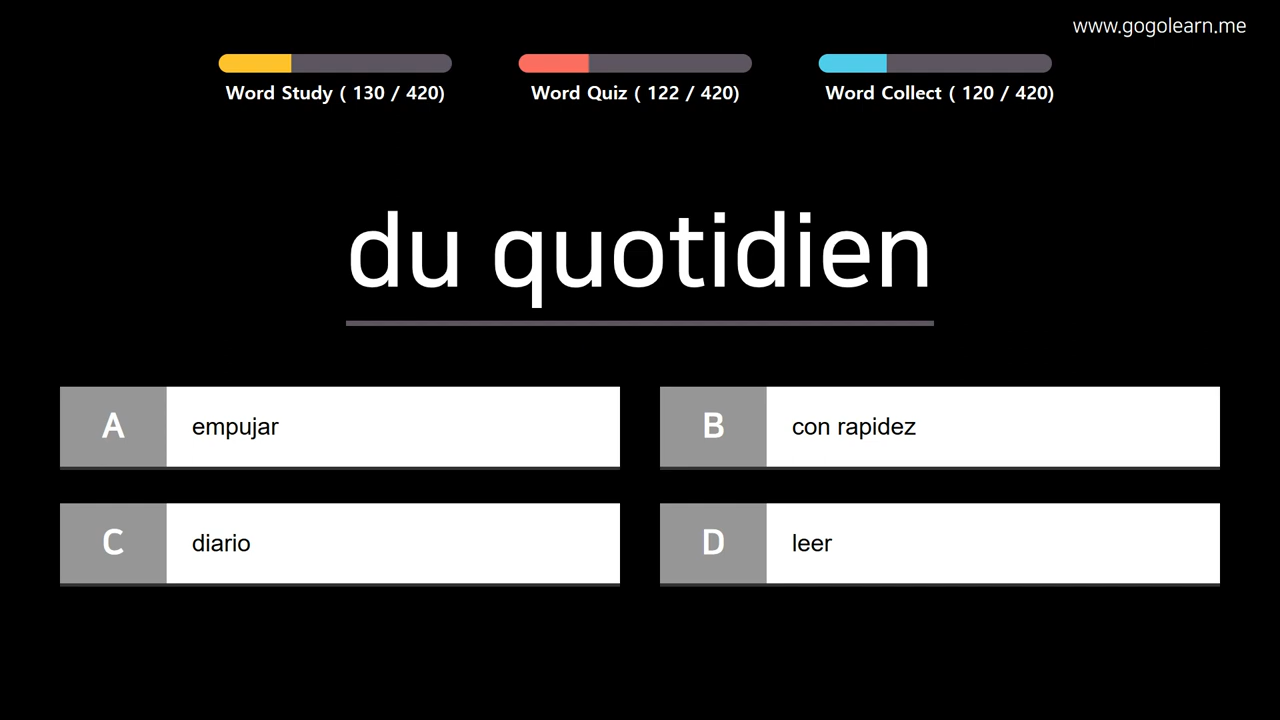 www.gogolearn.me
Word Study ( 130 / 420)
Word Quiz ( 122 / 420)
Word Collect ( 120 / 420)
du quotidien
A
empujar
B
con rapidez
C
diario
D
leer